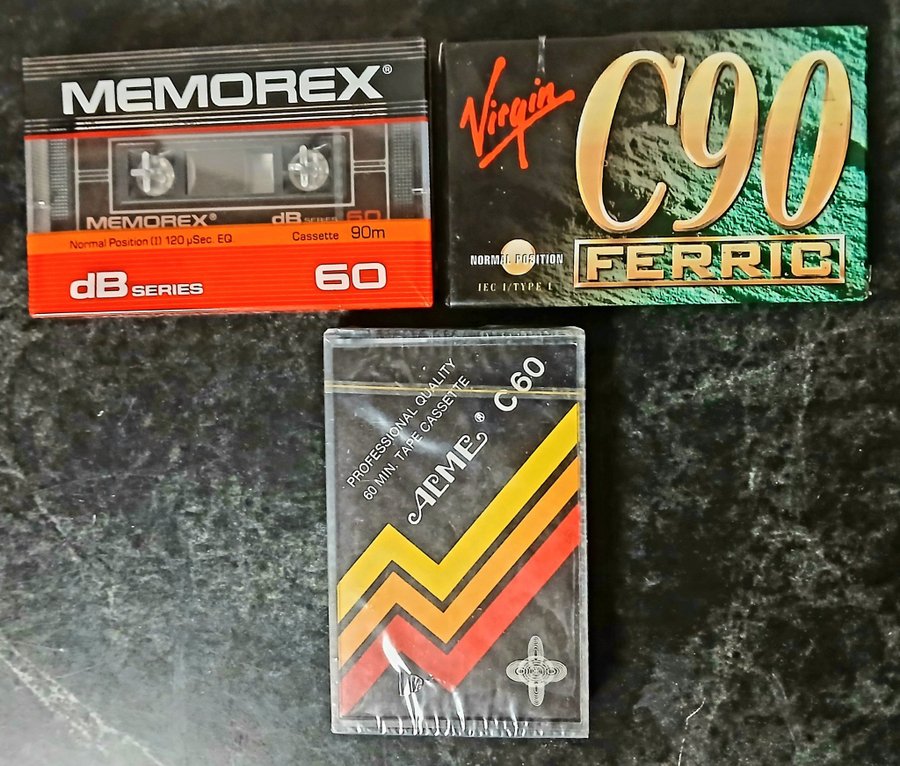 MEMOREX®
MEMOREX®
dB SERIES 60
Normal Position (I) 120 µSec. EQ
Cassette 90m
dB SERIES
60
Virgin
C90
FERRIC
NORMAL POSITION
IEC I/TYPE I
PROFESSIONAL QUALITY
60 MIN. TAPE CASSETTE
ACME® C60